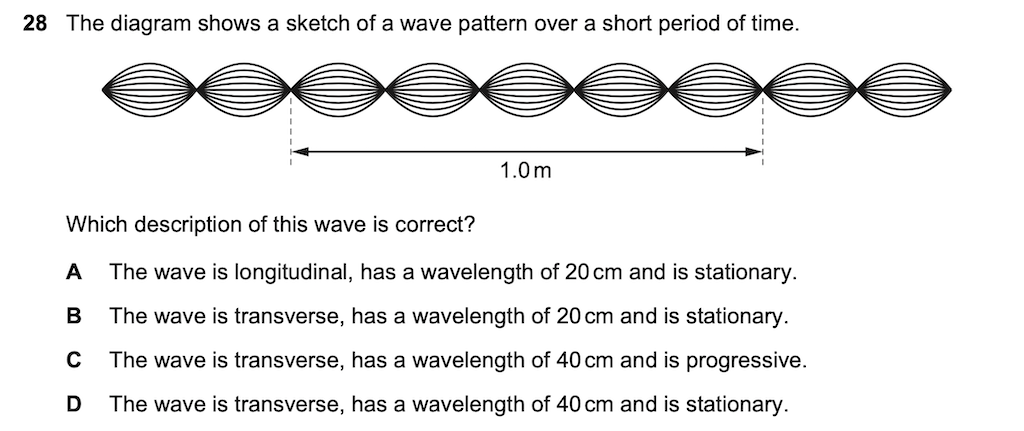 28 The diagram shows a sketch of a wave pattern over a short period of time.
1.0 m
Which description of this wave is correct?
A The wave is longitudinal, has a wavelength of 20 cm and is stationary.
B The wave is transverse, has a wavelength of 20 cm and is stationary.
C The wave is transverse, has a wavelength of 40 cm and is progressive.
D The wave is transverse, has a wavelength of 40 cm and is stationary.